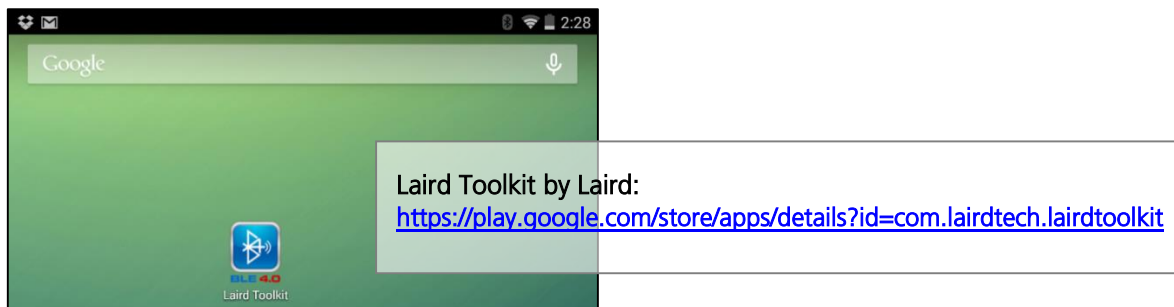 2:28
Google
Laird Toolkit by Laird:
https://play.google.com/store/apps/details?id=com.lairdtech.lairdtoolkit
BLE 4.0
Laird Toolkit